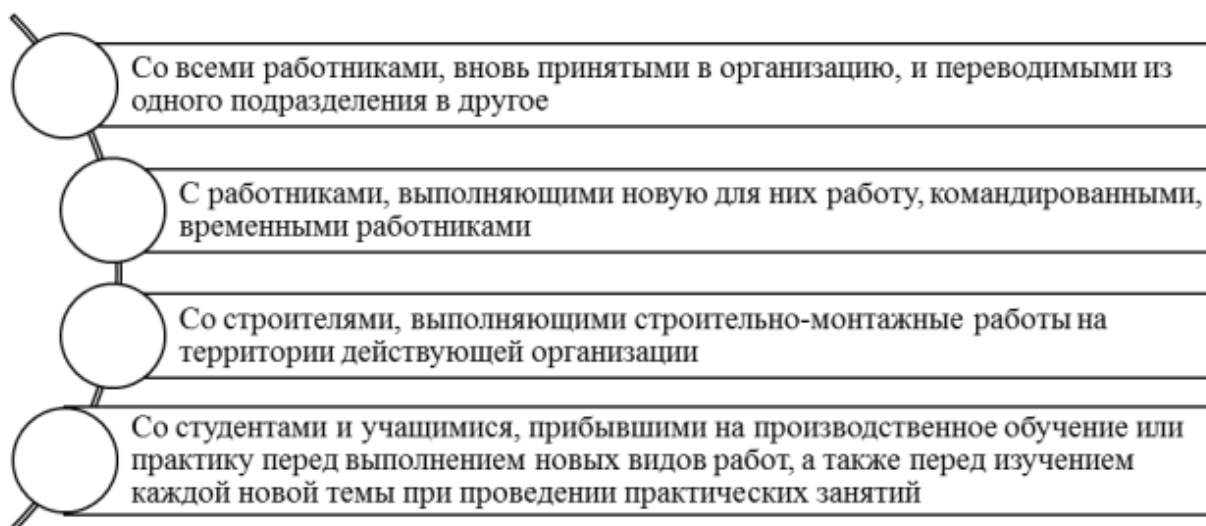 Со всеми работниками, вновь принятыми в организацию, и переводимыми из
одного подразделения в другое
С работниками, выполняющими новую для них работу, командированными,
временными работниками
Со строителями, выполняющими строительно-монтажные работы на
территории действующей организации
Со студентами и учащимися, прибывшими на производственное обучение или
практику перед выполнением новых видов работ, а также перед изучением
каждой новой темы при проведении практических занятий